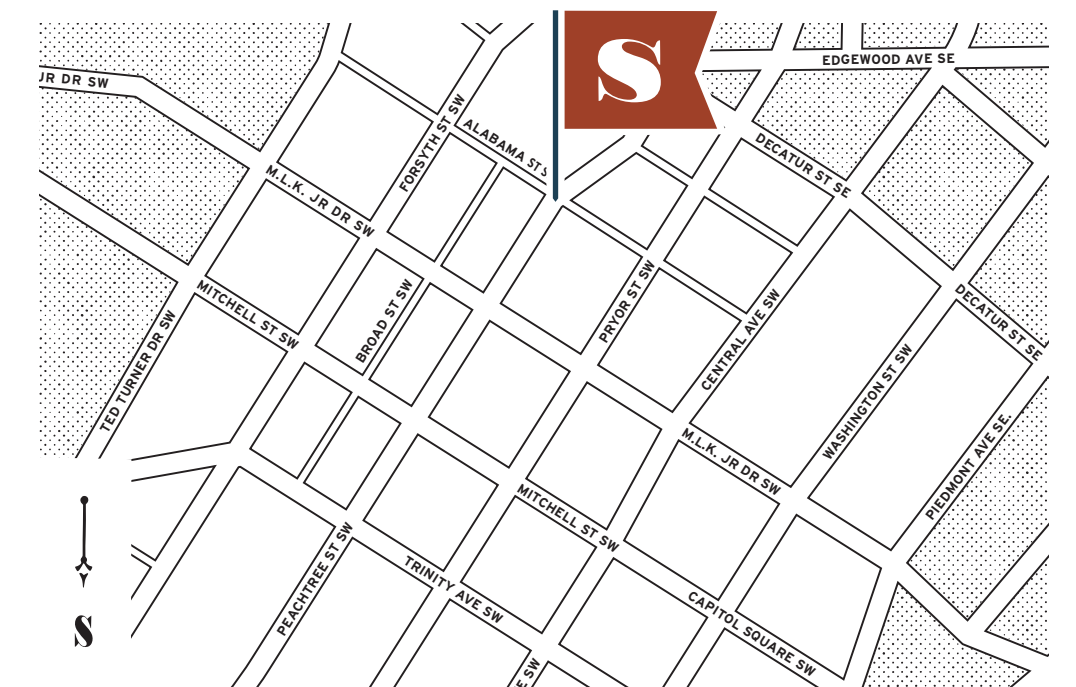 S
EDGEWOOD AVE SE
JR DR SW
FORSYTH ST SW
ALABAMA ST S
DECATUR ST SE
M.L.K. JR DR SW
MITCHELL ST SW
BROAD ST SW
PRYOR ST SW
CENTRAL AVE SW
DECATUR ST SE
TED TURNER DR SW
WASHINGTON ST SW
M.L.K. JR DR SW
PIEDMONT AVE SE.
MITCHELL ST SW
PEACHTREE ST SW
TRINITY AVE SW
CAPITOL SQUARE SW
S
E SW